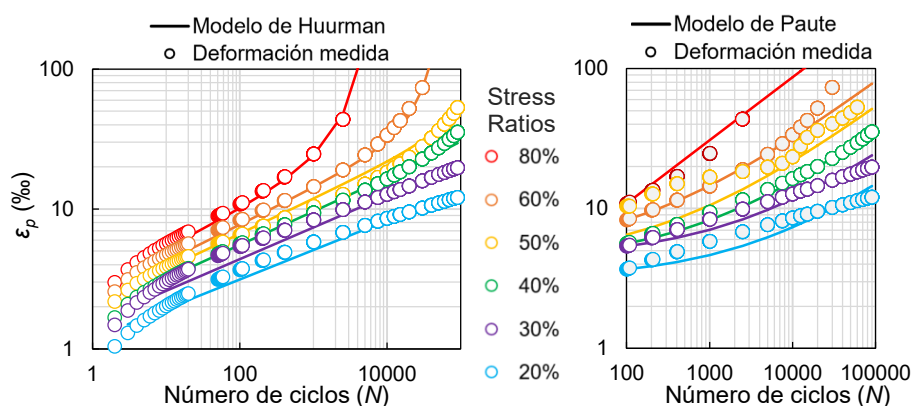 Modelo de Huurman
Deformación medida
100
10
1
εp (‰)
1
100
10000
Número de ciclos (N)
Stress
Ratios
80%
60%
50%
40%
30%
20%
Modelo de Paute
Deformación medida
100
10
1
100
1000
10000
100000
Número de ciclos (N)